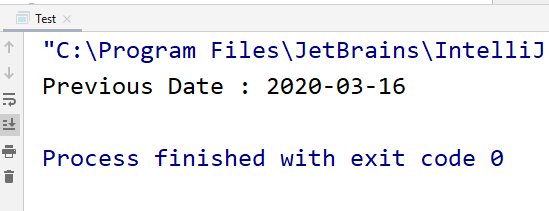 Test
"C:\Program Files\JetBrains\IntelliJ
Previous Date : 2020-03-16
Process finished with exit code 0